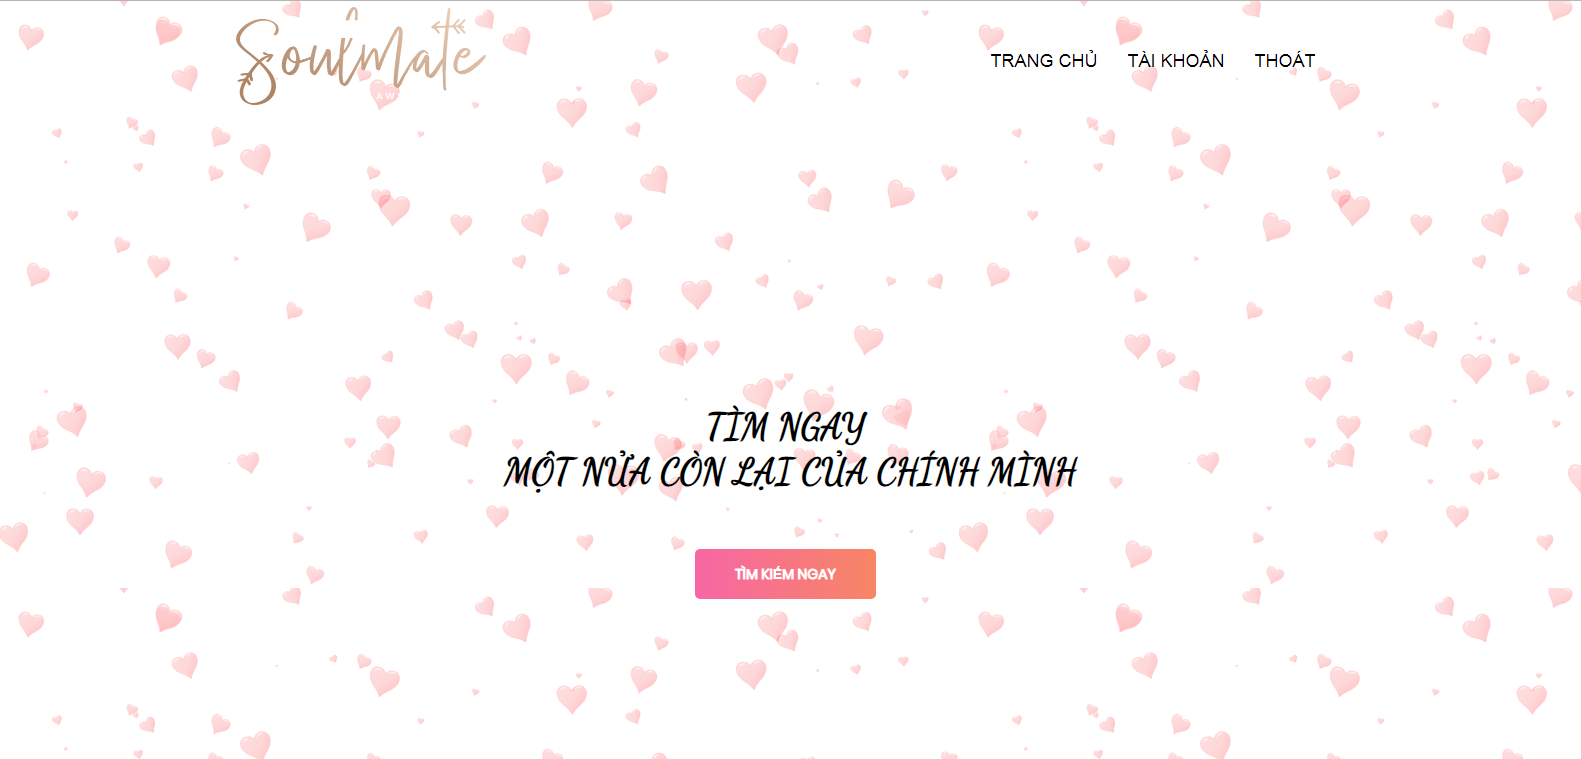 Soulmate
TRANG CHỦ TÀI KHOẢN THOÁT
TÌM NGAY
MỘT NỬA CÒN LẠI CỦA CHÍNH MÌNH
TÌM KIẾM NGAY